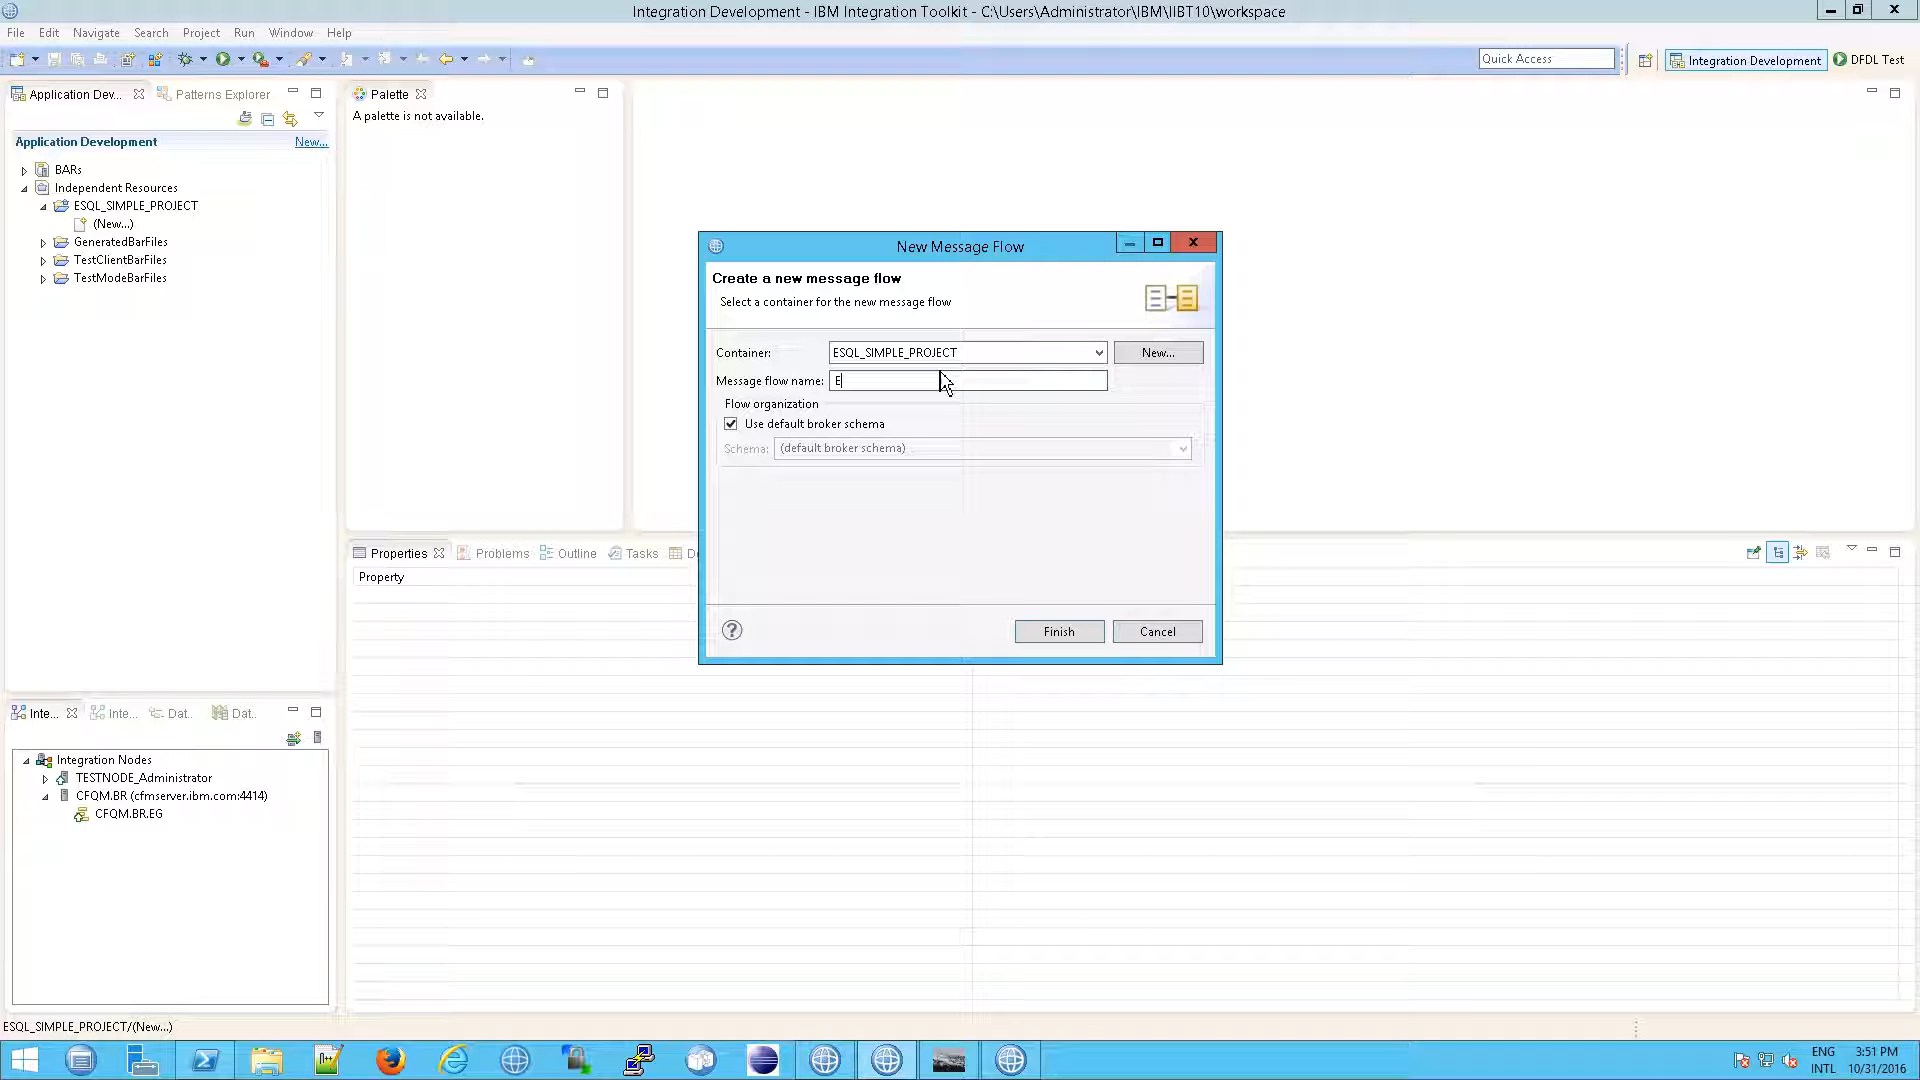 Integration Development - IBM Integration Toolkit - C:\Users\Administrator\IBM\IIBT10\workspace
File Edit Navigate Search Project Run Window Help
Quick Access
Integration Development
DFDL Test
Application Dev...
Patterns Explorer
Palette
A palette is not available.
Application Development
New...
BARs
Independent Resources
ESQL_SIMPLE_PROJECT
(New...)
GeneratedBarFiles
TestClientBarFiles
TestModeBarFiles
New Message Flow
Create a new message flow
Select a container for the new message flow
Container: ESQL_SIMPLE_PROJECT New...
Message flow name: E
Flow organization
Use default broker schema
Schema: (default broker schema)
Finish Cancel
Properties Problems Outline Tasks D
Property
Inte... Inte... Dat.. Dat..
Integration Nodes
TESTNODE_Administrator
CFQM.BR (cfmserver.ibm.com:4414)
CFQM.BR.EG
ESQL_SIMPLE_PROJECT/(New...)
ENG 3:51 PM
INTL 10/31/2016